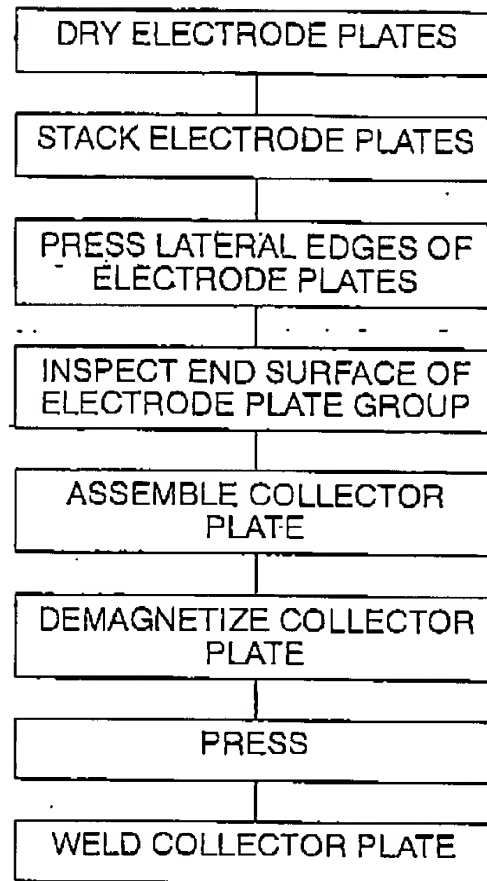 DRY ELECTRODE PLATES
STACK ELECTRODE PLATES
PRESS LATERAL EDGES OF
ELECTRODE PLATES
INSPECT END SURFACE OF
ELECTRODE PLATE GROUP
ASSEMBLE COLLECTOR
PLATE
DEMAGNETIZE COLLECTOR
PLATE
PRESS
WELD COLLECTOR PLATE